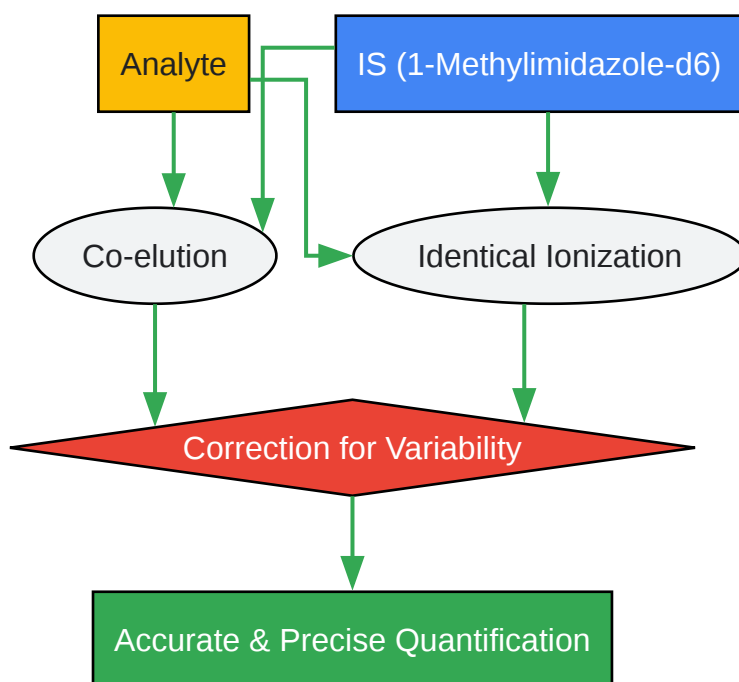 Analyte
IS (1-Methylimidazole-d6)
Co-elution
Identical Ionization
Correction for Variability
Accurate & Precise Quantification